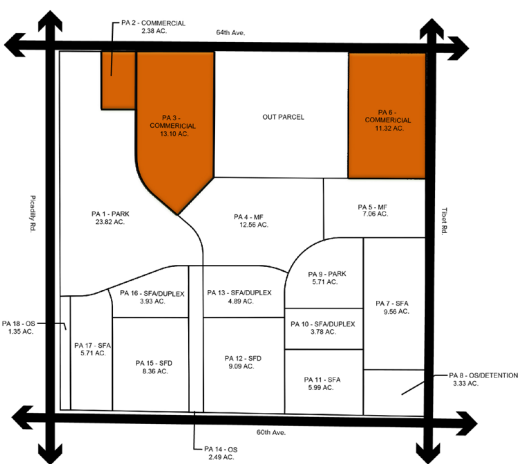 PA 2 - COMMERCIAL
2.38 AC.
64th Ave.
PA 3 -
COMMERCIAL
13.10 AC.
OUT PARCEL
PA 6 -
COMMERICIAL
11.32 AC.
Picadilly Rd.
PA 1 - PARK
23.82 AC.
PA 4 - MF
12.56 AC.
PA 5 - MF
7.06 AC.
Tibet Rd.
PA 16 - SFA/DUPLEX
3.93 AC.
PA 13 - SFA/DUPLEX
4.89 AC.
PA 9 - PARK
5.71 AC.
PA 7 - SFA
9.56 AC.
PA 18 - OS
1.35 AC.
PA 17 - SFA
5.71 AC.
PA 10 - SFA/DUPLEX
3.78 AC.
PA 15 - SFD
8.36 AC.
PA 12 - SFD
9.09 AC.
PA 11 - SFA
5.99 AC.
PA 8 - OS/DETENTION
3.33 AC.
60th Ave.
PA 14 - OS
2.49 AC.